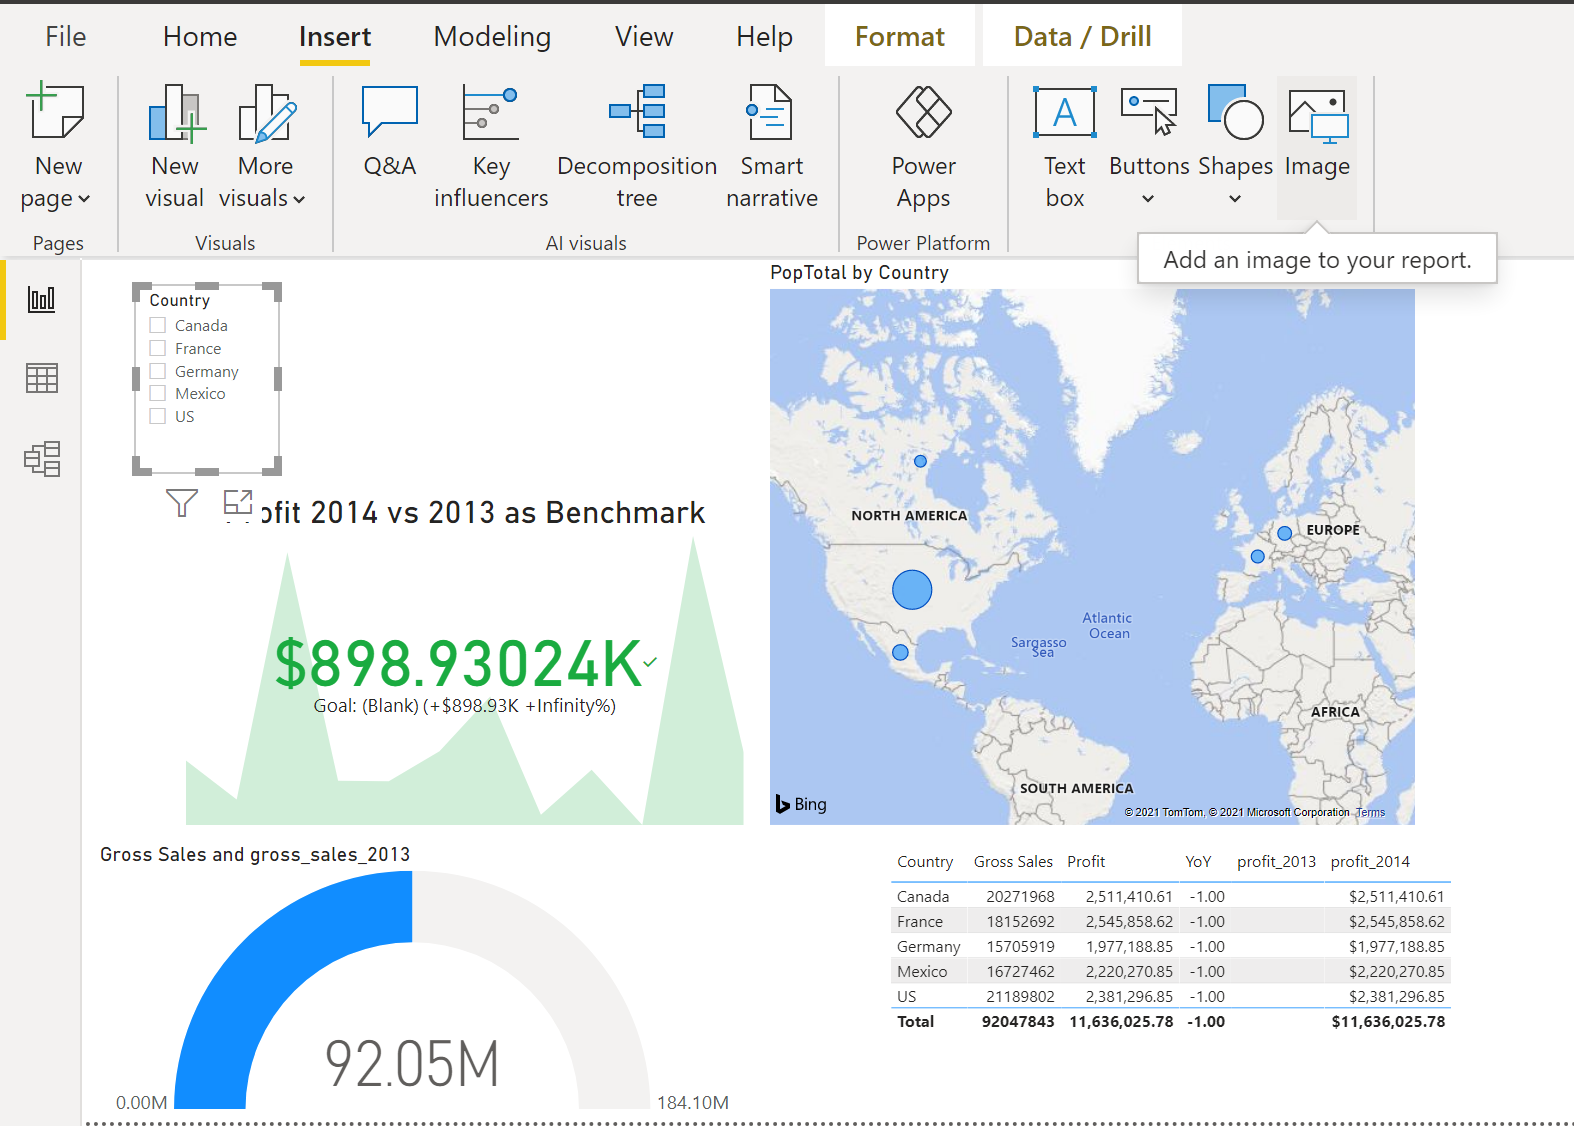 File Home Insert Modeling View Help Format Data / Drill
New page
New visual
More visuals
Q&A
Key influencers
Decomposition tree
Smart narrative
Power Apps
Text box
Buttons
Shapes
Image
Pages
Visuals
AI visuals
Power Platform
Add an image to your report.
Country
Canada
France
Germany
Mexico
US
ofit 2014 vs 2013 as Benchmark
$898.93024K
Goal: (Blank) (+$898.93K +Infinity%)
PopTotal by Country
NORTH AMERICA
EUROPE
Atlantic
Ocean
Sargasso
Sea
AFRICA
SOUTH AMERICA
Bing
© 2021 TomTom, © 2021 Microsoft Corporation Terms
Gross Sales and gross_sales_2013
92.05M
0.00M
184.10M
Country Gross Sales Profit YoY profit_2013 profit_2014
Canada 20271968 2,511,410.61 -1.00 $2,511,410.61
France 18152692 2,545,858.62 -1.00 $2,545,858.62
Germany 15705919 1,977,188.85 -1.00 $1,977,188.85
Mexico 16727462 2,220,270.85 -1.00 $2,220,270.85
US 21189802 2,381,296.85 -1.00 $2,381,296.85
Total 92047843 11,636,025.78 -1.00 $11,636,025.78